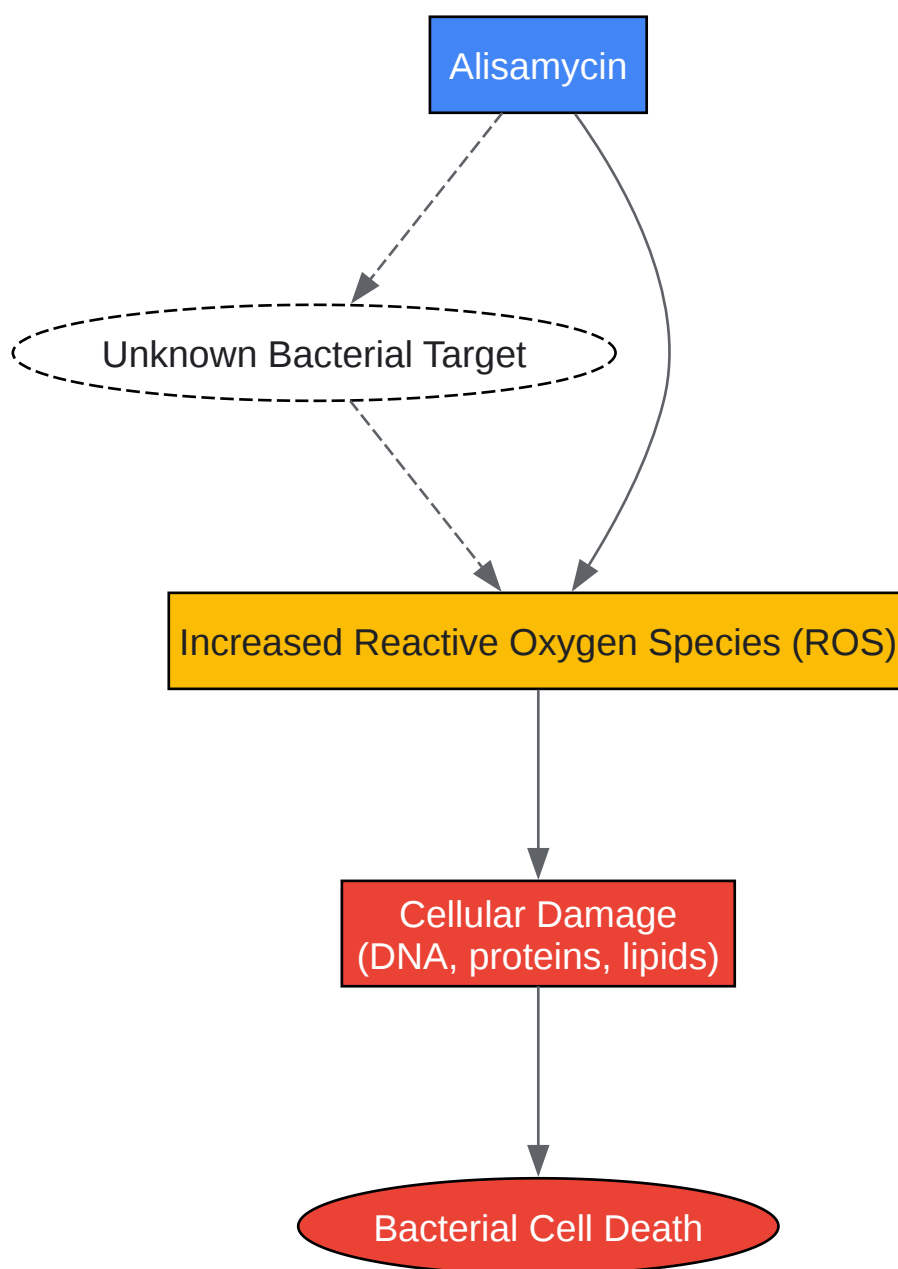 Alisamycin
Unknown Bacterial Target
Increased Reactive Oxygen Species (ROS)
Cellular Damage
(DNA, proteins, lipids)
Bacterial Cell Death